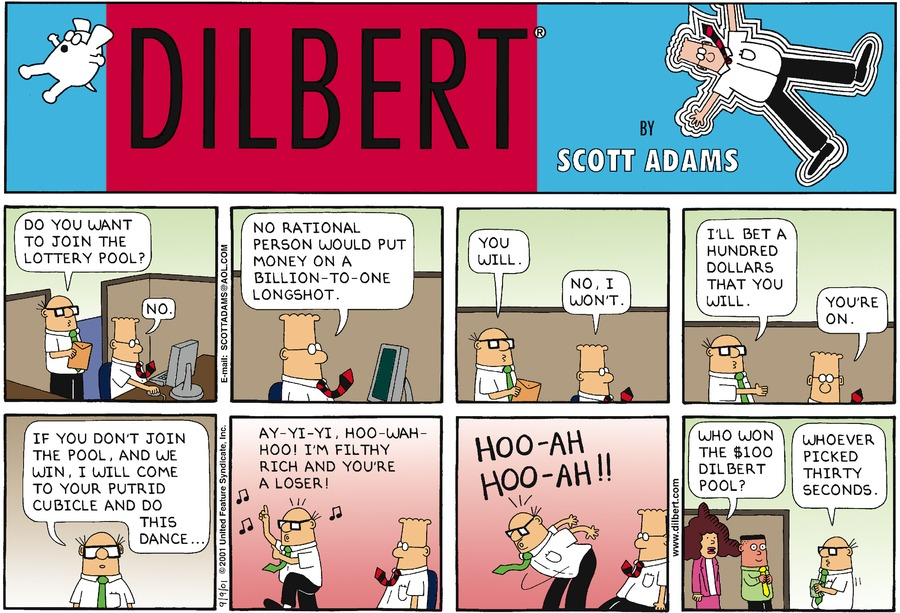 DILBERT®
BY
SCOTT ADAMS
DO YOU WANT
TO JOIN THE
LOTTERY POOL?
NO.
E-mail: SCOTTADAMS@AOL.COM
NO RATIONAL
PERSON WOULD PUT
MONEY ON A
BILLION-TO-ONE
LONGSHOT.
YOU
WILL.
NO, I
WON'T.
I'LL BET A
HUNDRED
DOLLARS
THAT YOU
WILL.
YOU'RE
ON.
IF YOU DON'T JOIN
THE POOL, AND WE
WIN, I WILL COME
TO YOUR PUTRID
CUBICLE AND DO
THIS
DANCE...
9/9/01 © 2001 United Feature Syndicate, Inc.
AY-YI-YI, HOO-WAH-
HOO! I'M FILTHY
RICH AND YOU'RE
A LOSER!
HOO-AH
HOO-AH!!
www.dilbert.com
WHO WON
THE $100
DILBERT
POOL?
WHOEVER
PICKED
THIRTY
SECONDS.